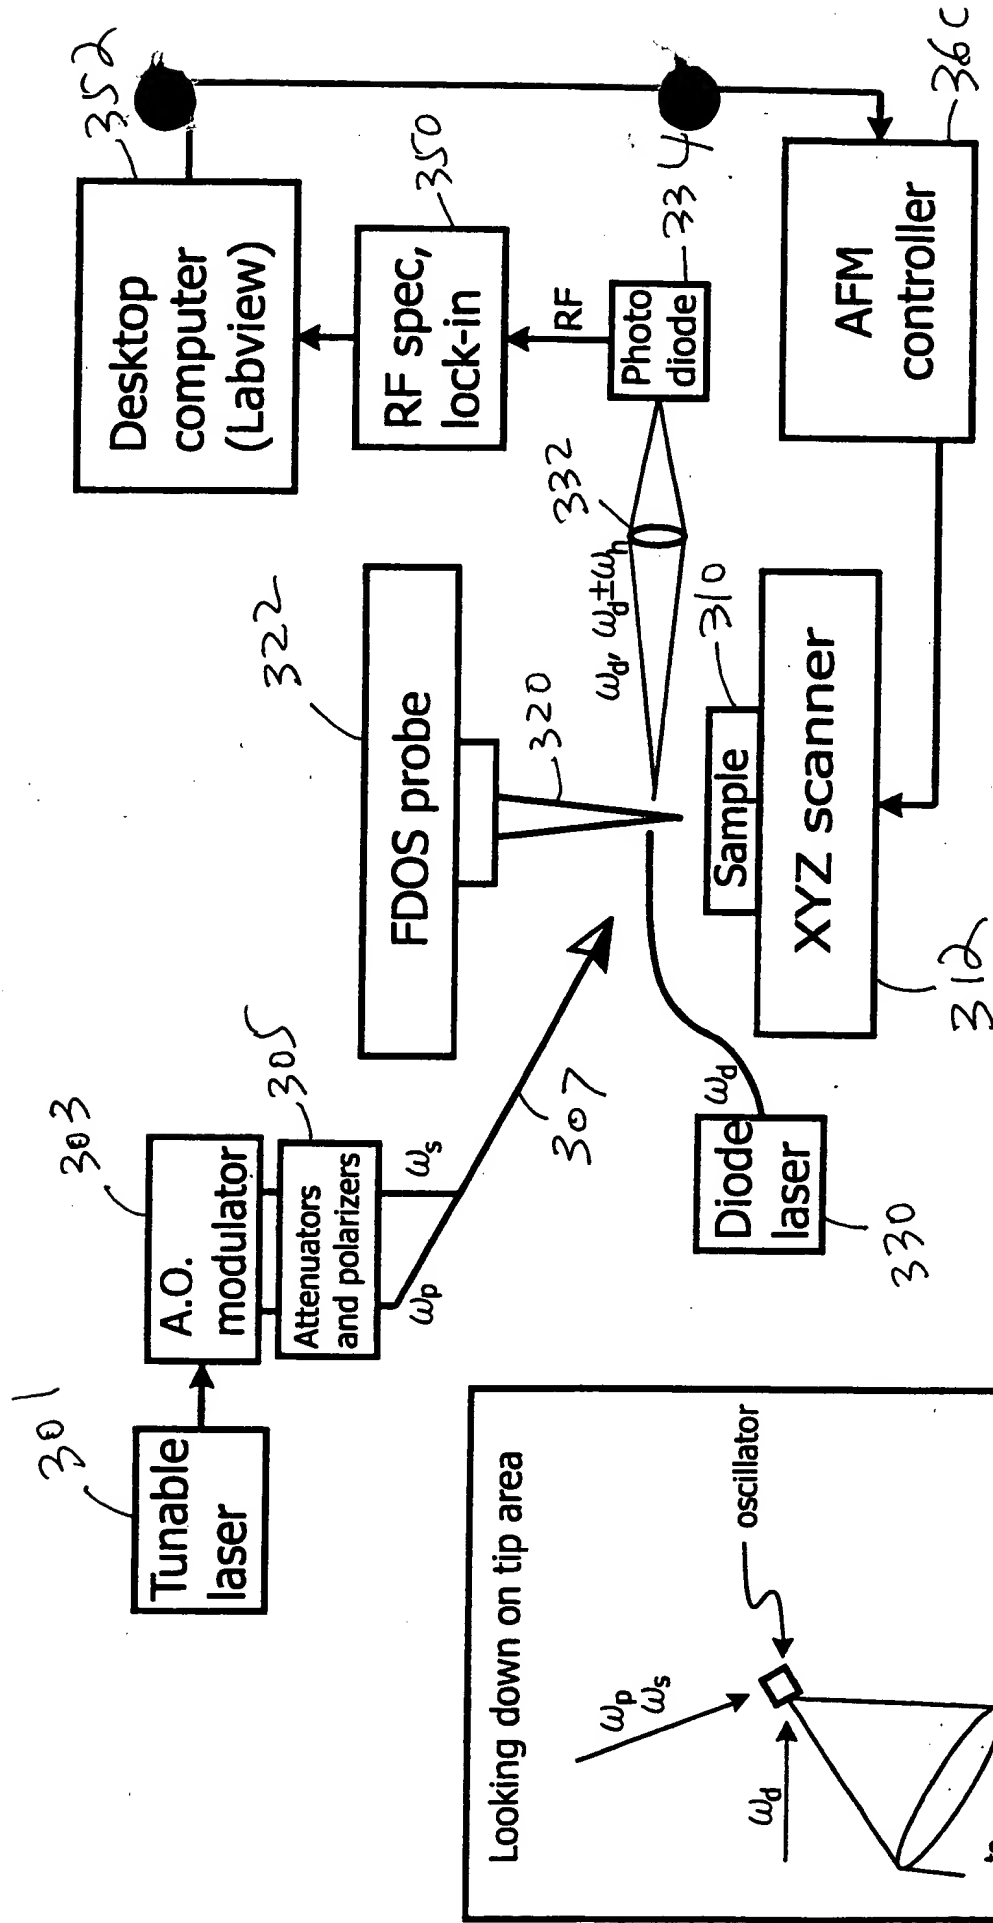 301
Tunable
laser
303
A.O.
modulator
305
Attenuators
and polarizers
ωp
ωs
307
322
FDOS probe
320
352
Desktop
computer
(Labview)
350
RF spec,
lock-in
RF
334
Photo
diode
332
ωd, ωd±ωh
310
Sample
XYZ scanner
312
ωd
Diode
laser
330
AFM
controller
360
Looking down on tip area
ωp
ωs
oscillator
ωd